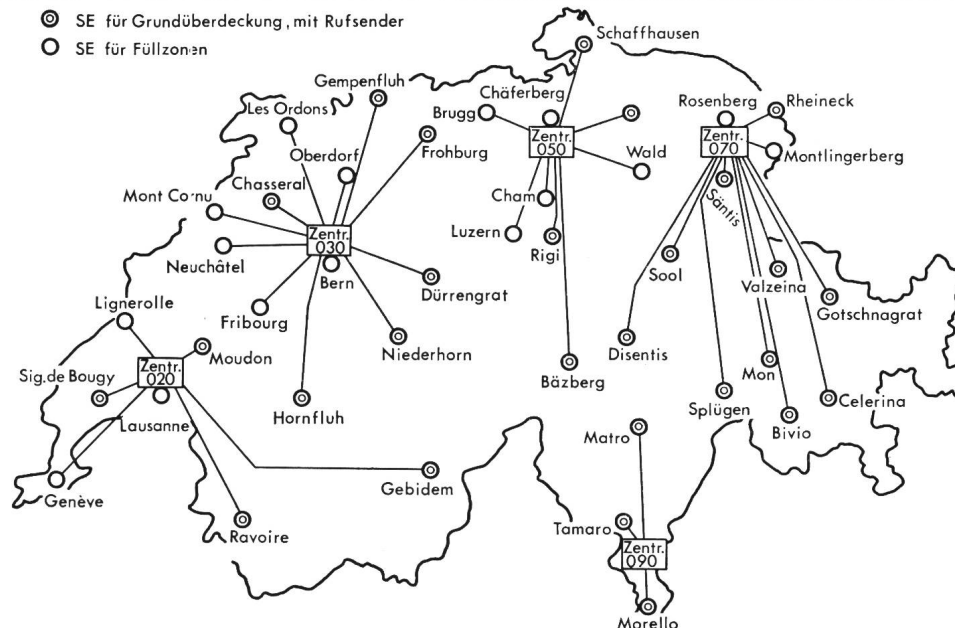 SE für Grundüberdeckung, mit Rufsender
SE für Füllzonen
Schaffhausen
Gempenfluh
Les Ordons
Chäferberg
Brugg
Rosenberg
Rheineck
Zentr.
050
Zentr.
070
Oberdorf
Frohburg
Wald
Montlingerberg
Chasseral
Mont Cornu
Cham
Säntis
Zentr.
030
Luzern
Rigi
Neuchâtel
Bern
Sool
Valzeina
Dürrengrat
Lignerolle
Fribourg
Gotschnagrat
Moudon
Niederhorn
Disentis
Zentr.
020
Sig.de Bougy
Mon
Bäzberg
Lausanne
Hornfluh
Splügen
Celerina
Bivio
Matro
Genève
Gebidem
Ravoire
Tamaro
Zentr.
090
Morello